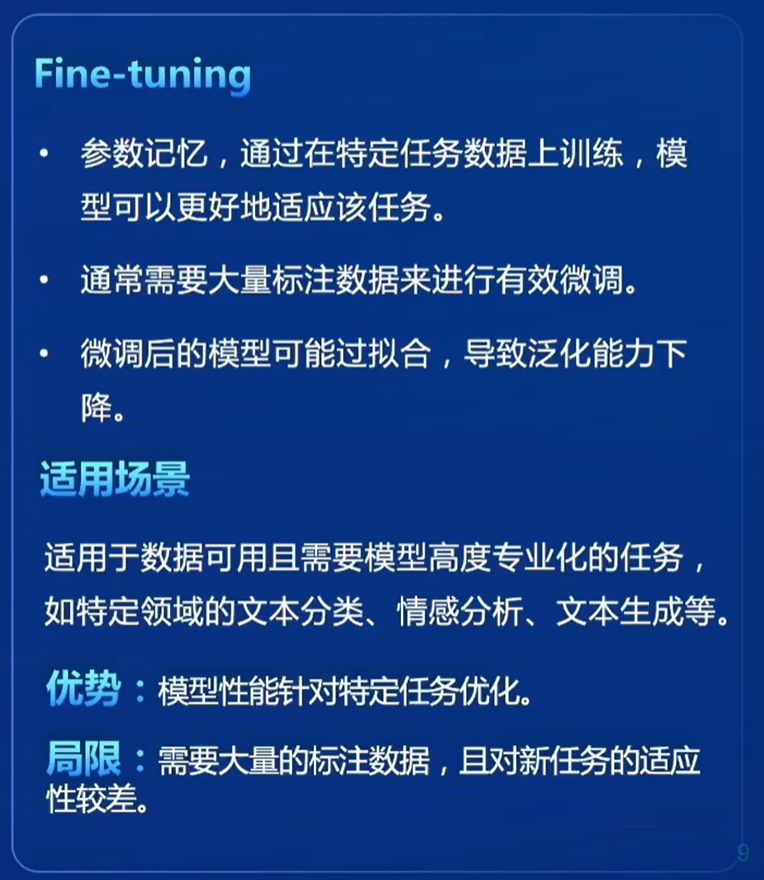 Fine-tuning
• 参数记忆，通过在特定任务数据上训练，模
型可以更好地适应该任务。
• 通常需要大量标注数据来进行有效微调。
• 微调后的模型可能过拟合，导致泛化能力下
降。
适用场景
适用于数据可用且需要模型高度专业化的任务，
如特定领域的文本分类、情感分析、文本生成等。
优势：模型性能针对特定任务优化。
局限：需要大量的标注数据，且对新任务的适应
性较差。
9